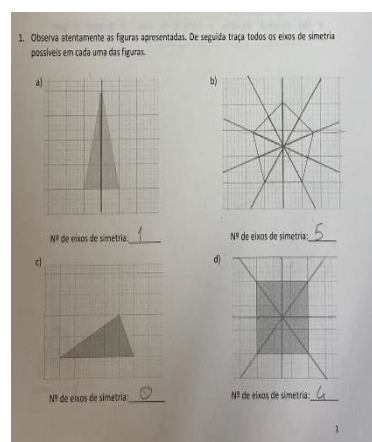 1. Observa atentamente as figuras apresentadas. De seguida traça todos os eixos de simetria
possíveis em cada uma das figuras.
a)
b)
Nº de eixos de simetria: 1
Nº de eixos de simetria: 5
c)
d)
Nº de eixos de simetria: 0
Nº de eixos de simetria: 4
1